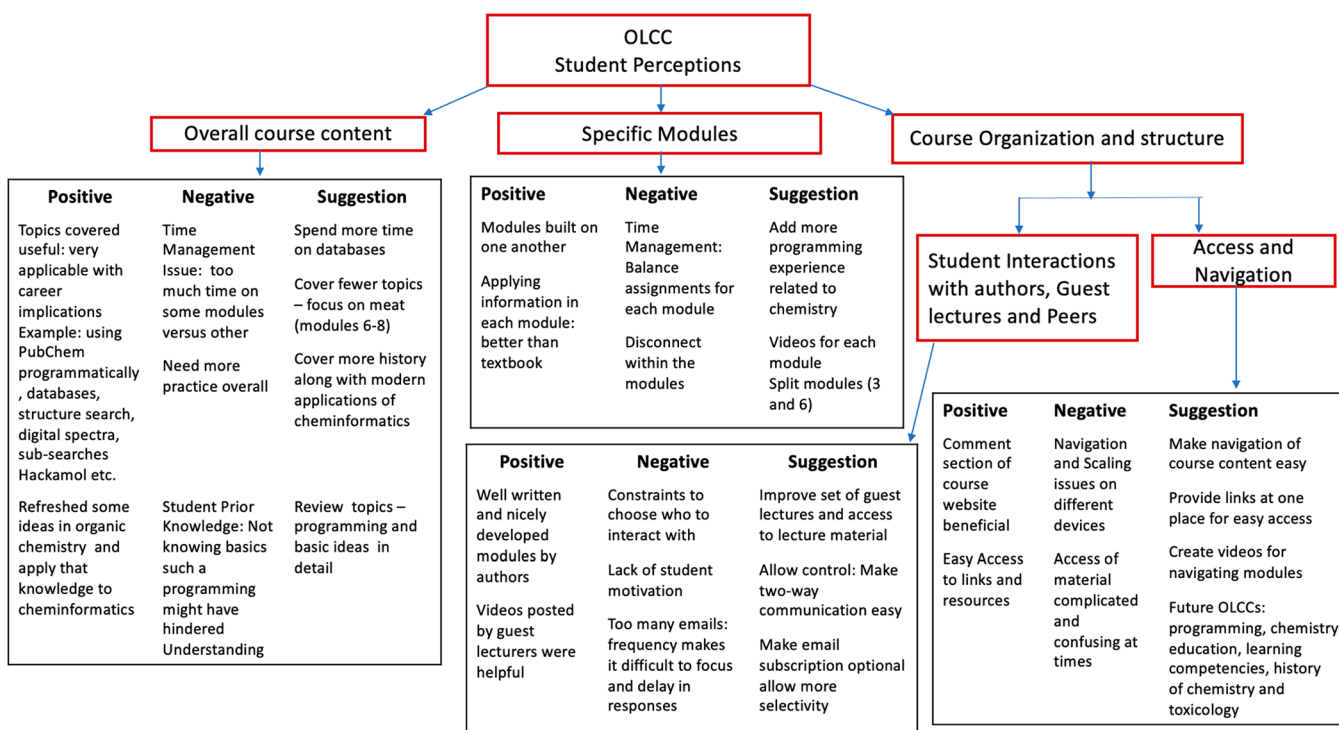 OLCC
Student Perceptions
Overall course content
Specific Modules
Course Organization and structure
Positive
Topics covered
useful: very
applicable with
career
implications
Example: using
PubChem
programmatically
, databases,
structure search,
digital spectra,
sub-searches
Hackamol etc.
Refreshed some
ideas in organic
chemistry and
apply that
knowledge to
cheminformatics
Negative
Time
Management
Issue: too
much time on
some modules
versus other
Need more
practice overall
Student Prior
Knowledge: Not
knowing basics
such a
programming
might have
hindered
Understanding
Suggestion
Spend more time
on databases
Cover fewer topics
– focus on meat
(modules 6-8)
Cover more history
along with modern
applications of
cheminformatics
Review topics –
programming and
basic ideas in
detail
Positive
Modules built on
one another
Applying
information in
each module:
better than
textbook
Negative
Time
Management:
Balance
assignments for
each module
Disconnect
within the
modules
Suggestion
Add more
programming
experience
related to
chemistry
Videos for each
module
Split modules (3
and 6)
Student Interactions
with authors, Guest
lectures and Peers
Access and
Navigation
Positive
Well written
and nicely
developed
modules by
authors
Videos posted
by guest
lecturers were
helpful
Negative
Constraints to
choose who to
interact with
Lack of student
motivation
Too many emails:
frequency makes
it difficult to focus
and delay in
responses
Suggestion
Improve set of guest
lectures and access
to lecture material
Allow control: Make
two-way
communication easy
Make email
subscription optional
allow more
selectivity
Positive
Comment
section of
course
website
beneficial
Easy Access
to links and
resources
Negative
Navigation
and Scaling
issues on
different
devices
Access of
material
complicated
and
confusing at
times
Suggestion
Make navigation of
course content easy
Provide links at one
place for easy access
Create videos for
navigating modules
Future OLCCs:
programming, chemistry
education, learning
competencies, history
of chemistry and
toxicology